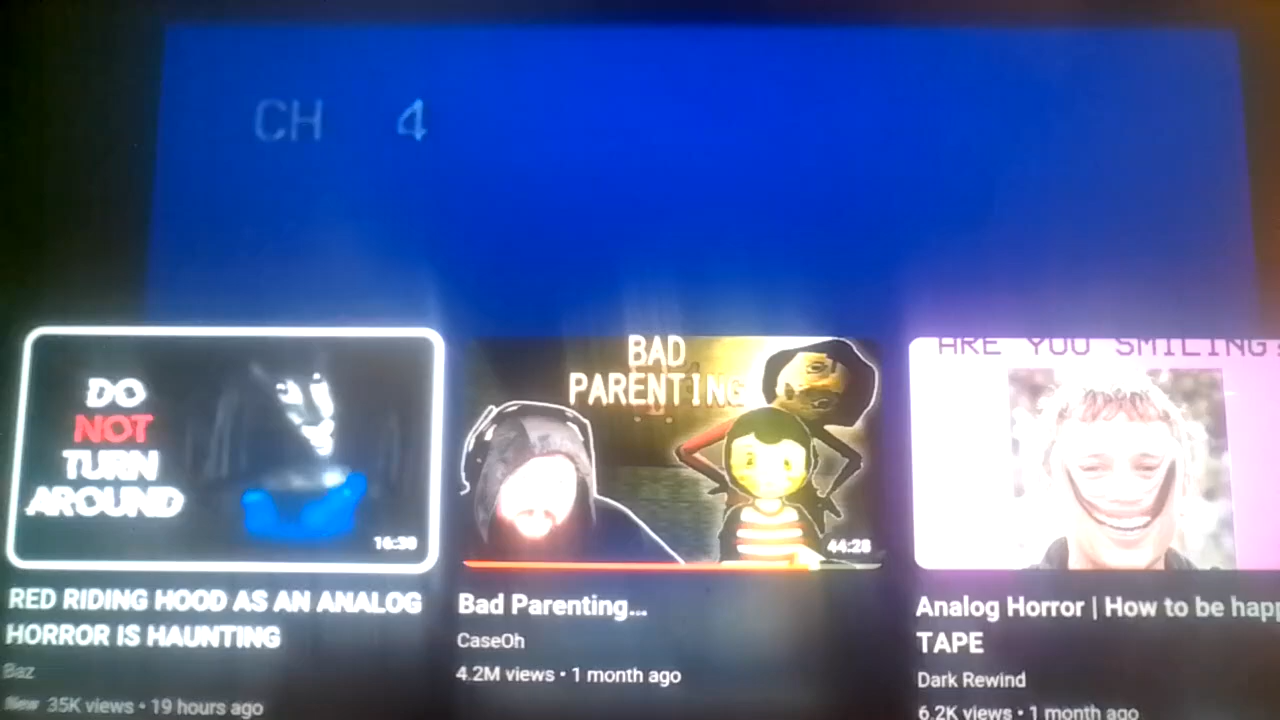 CH 4
DO
NOT
TURN
AROUND
16:30
RED RIDING HOOD AS AN ANALOG
HORROR IS HAUNTING
Baz
New 35K views • 19 hours ago
BAD
PARENTING
44:28
Bad Parenting...
CaseOh
4.2M views • 1 month ago
ARE YOU SMILING?
Analog Horror | How to be happ
TAPE
Dark Rewind
6.2K views • 1 month ago